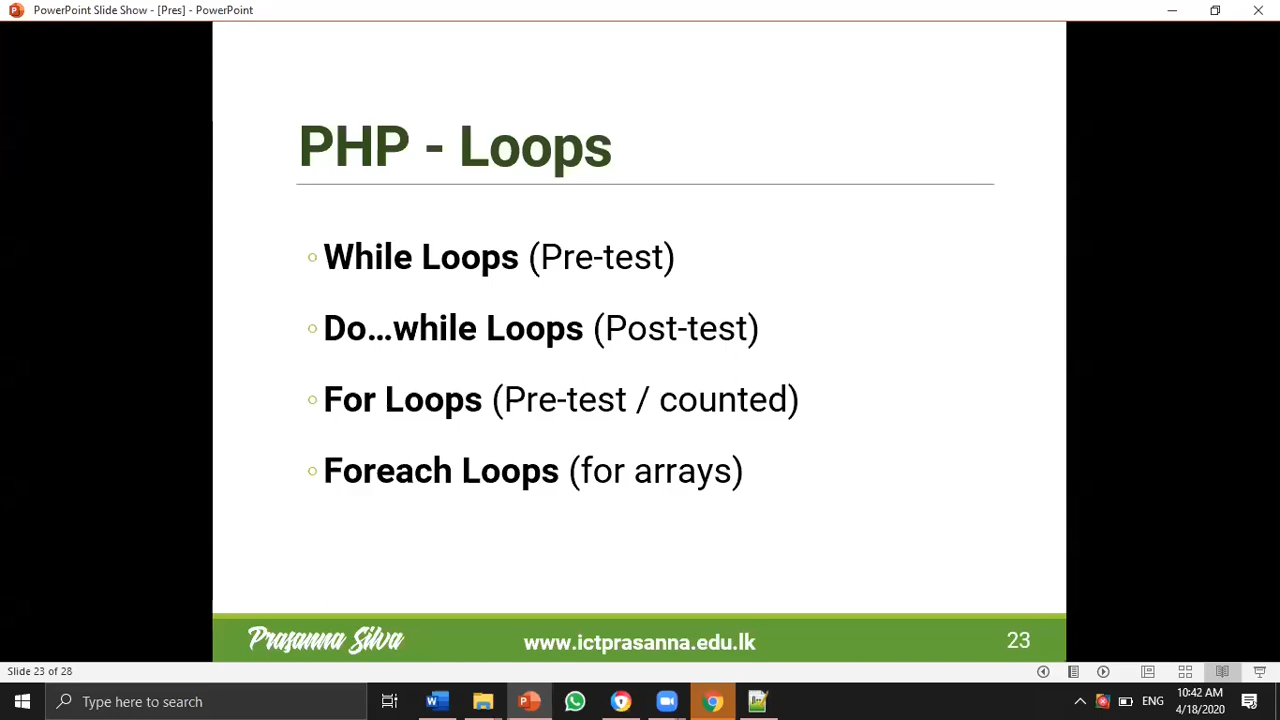 PowerPoint Slide Show - [Pres] - PowerPoint
PHP - Loops
While Loops (Pre-test)
Do...while Loops (Post-test)
For Loops (Pre-test / counted)
Foreach Loops (for arrays)
Prasanna Silva
www.ictprasanna.edu.lk
23
Slide 23 of 28
Type here to search
ENG
10:42 AM
4/18/2020